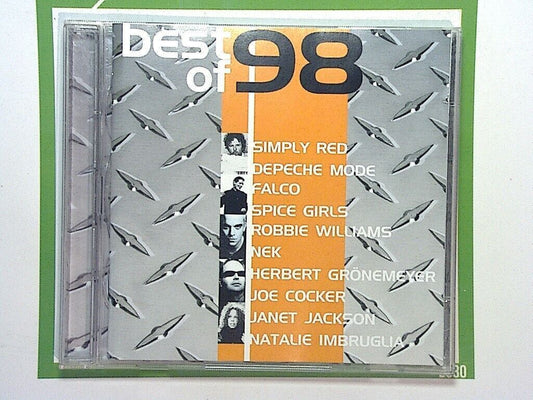 best
of 98
SIMPLY RED
DEPECHE MODE
FALCO
SPICE GIRLS
ROBBIE WILLIAMS
NEK
HERBERT GRÖNEMEYER
JOE COCKER
JANET JACKSON
NATALIE IMBRUGLIA